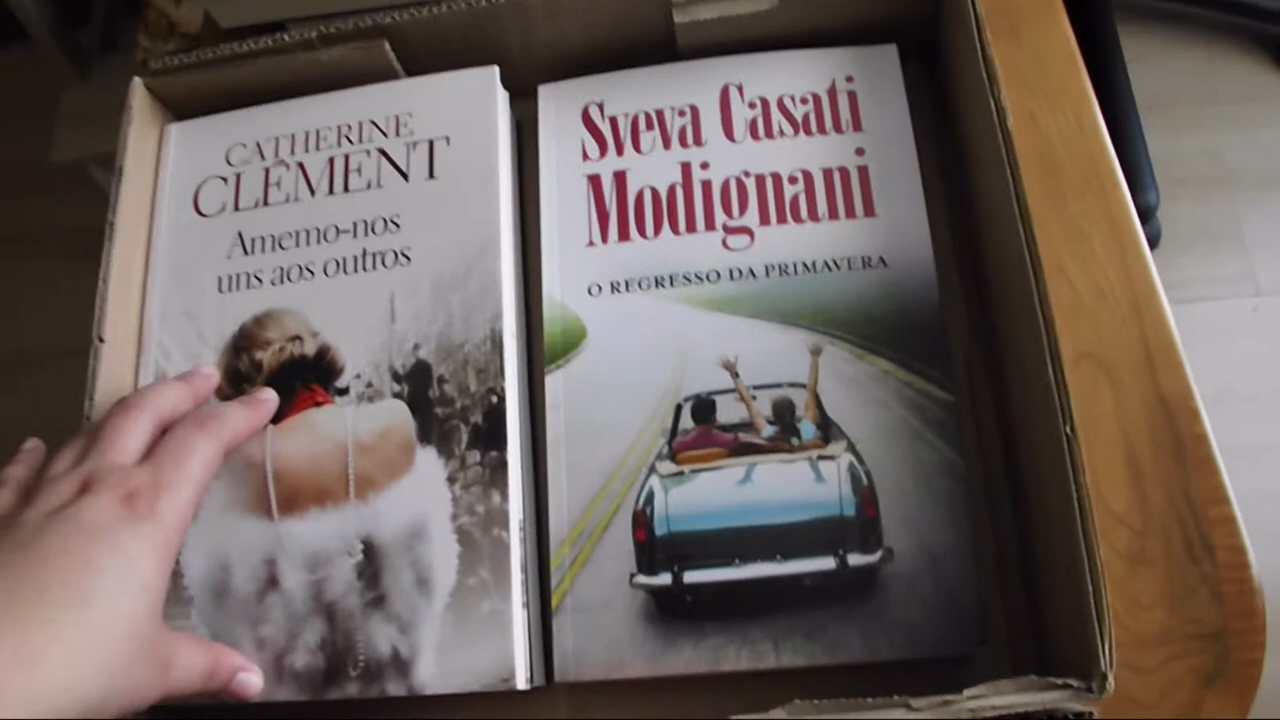 CATHERINE
CLÉMENT
Amemo-nos
uns aos outros
Sveva Casati
Modignani
O REGRESSO DA PRIMAVERA